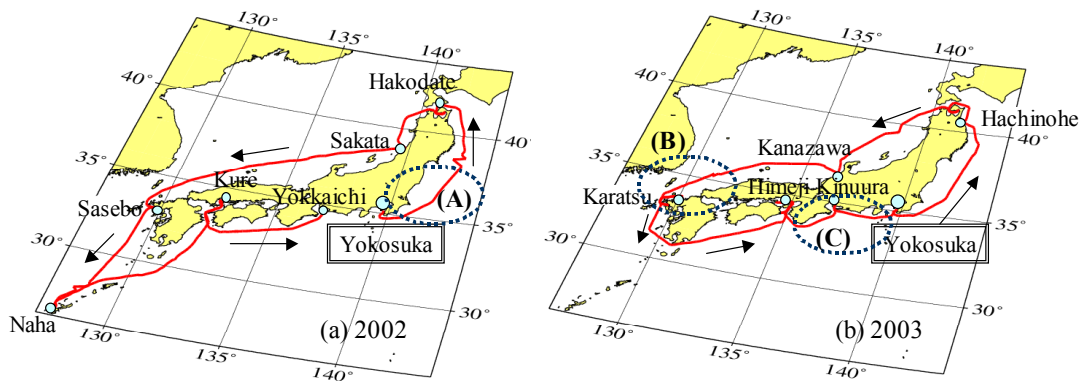 130°
135°
140°
40°
40°
35°
35°
30°
30°
130°
135°
140°
Hakodate
Sakata
Kure
Yokkaichi
Sasebo
(A)
Yokosuka
Naha
(a) 2002
130°
135°
140°
40°
40°
35°
35°
30°
30°
130°
135°
140°
Hachinohe
Kanazawa
(B)
Karatsu
Himeji
Kinuura
(C)
Yokosuka
(b) 2003